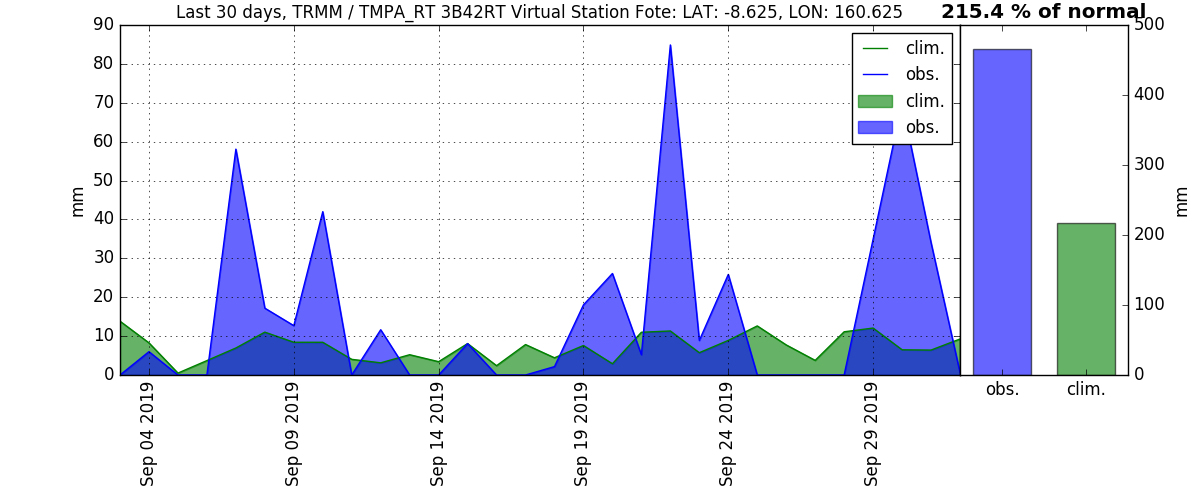 Last 30 days, TRMM / TMPA_RT 3B42RT Virtual Station Fote: LAT: -8.625, LON: 160.625
215.4 % of normal
90
80
70
60
50
40
30
20
10
0
mm
clim.
obs.
clim.
obs.
Sep 04 2019
Sep 09 2019
Sep 14 2019
Sep 19 2019
Sep 24 2019
Sep 29 2019
500
400
300
200
100
0
mm
obs.
clim.